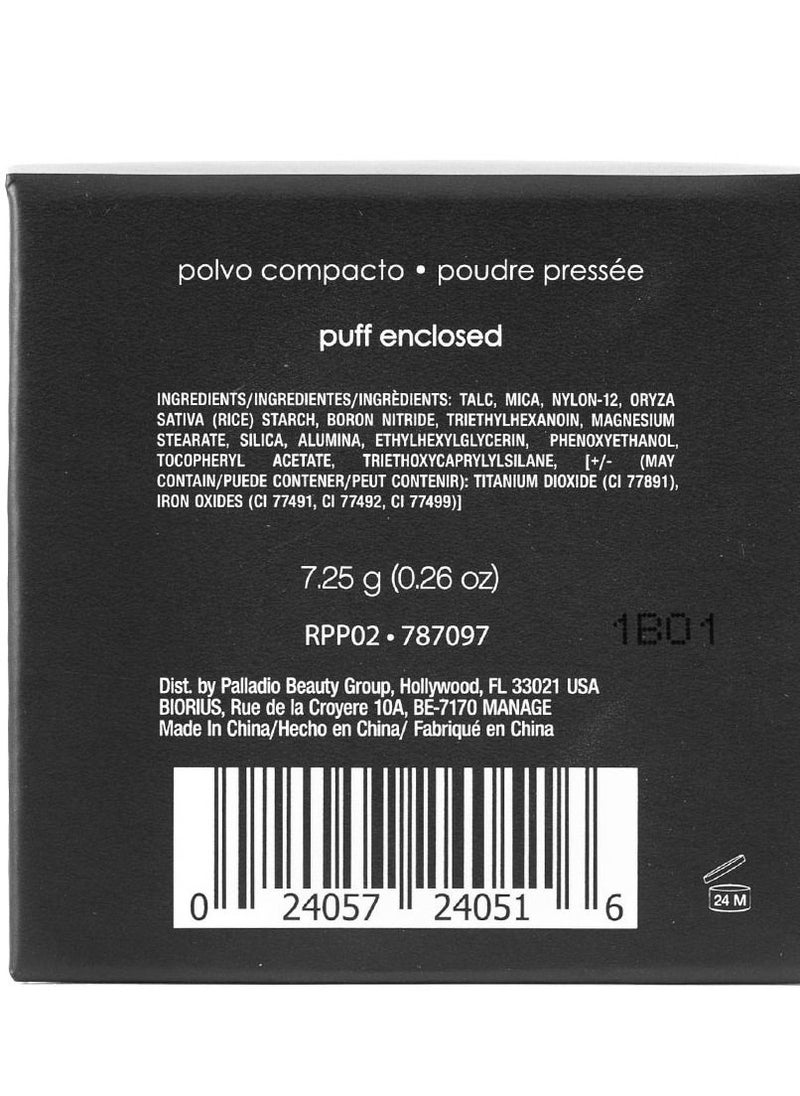 polvo compacto • poudre pressée
puff enclosed
INGREDIENTS/INGREDIENTES/INGRÈDIENTS: TALC, MICA, NYLON-12, ORYZA
SATIVA (RICE) STARCH, BORON NITRIDE, TRIETHYLHEXANOIN, MAGNESIUM
STEARATE, SILICA, ALUMINA, ETHYLHEXYLGLYCERIN, PHENOXYETHANOL,
TOCOPHERYL ACETATE, TRIETHOXYCAPRYLYLSILANE, [+/- (MAY
CONTAIN/PUEDE CONTENER/PEUT CONTENIR): TITANIUM DIOXIDE (CI 77891),
IRON OXIDES (CI 77491, CI 77492, CI 77499)]
7.25 g (0.26 oz)
RPP02 • 787097
1B01
Dist. by Palladio Beauty Group, Hollywood, FL 33021 USA
BIORIUS, Rue de la Croyere 10A, BE-7170 MANAGE
Made In China/Hecho en China/ Fabriqué en China
0 24057 24051 6
24 M